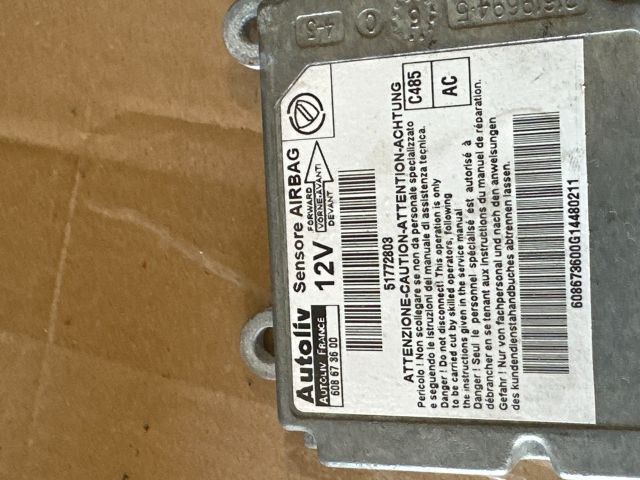 Autoliv
AUTOLIV FRANCE
608 67 36 00
Sensore AIRBAG
12V
FORWARD
VORNE-AVANTI
DEVANT
51772803
C485
AC
ATTENZIONE-CAUTION-ATTENTION-ACHTUNG
Pericolo ! Non scollegare se non da personale specializzato
e seguendo le istruzioni del manuale di assistenza tecnica.
Danger ! Do not disconnect! This operation is only
to be carried cut by skilled operators, following
the instructions given in the service manual
Danger ! Seul le personnel spécialisé est autorisé à
débrancher en se tenant aux instructions du manuel de réparation.
Gefahr ! Nur von fachpersonal und nach den anweisungen
des kundendienstahandbuches abtrennen lassen.
608673600G14480211